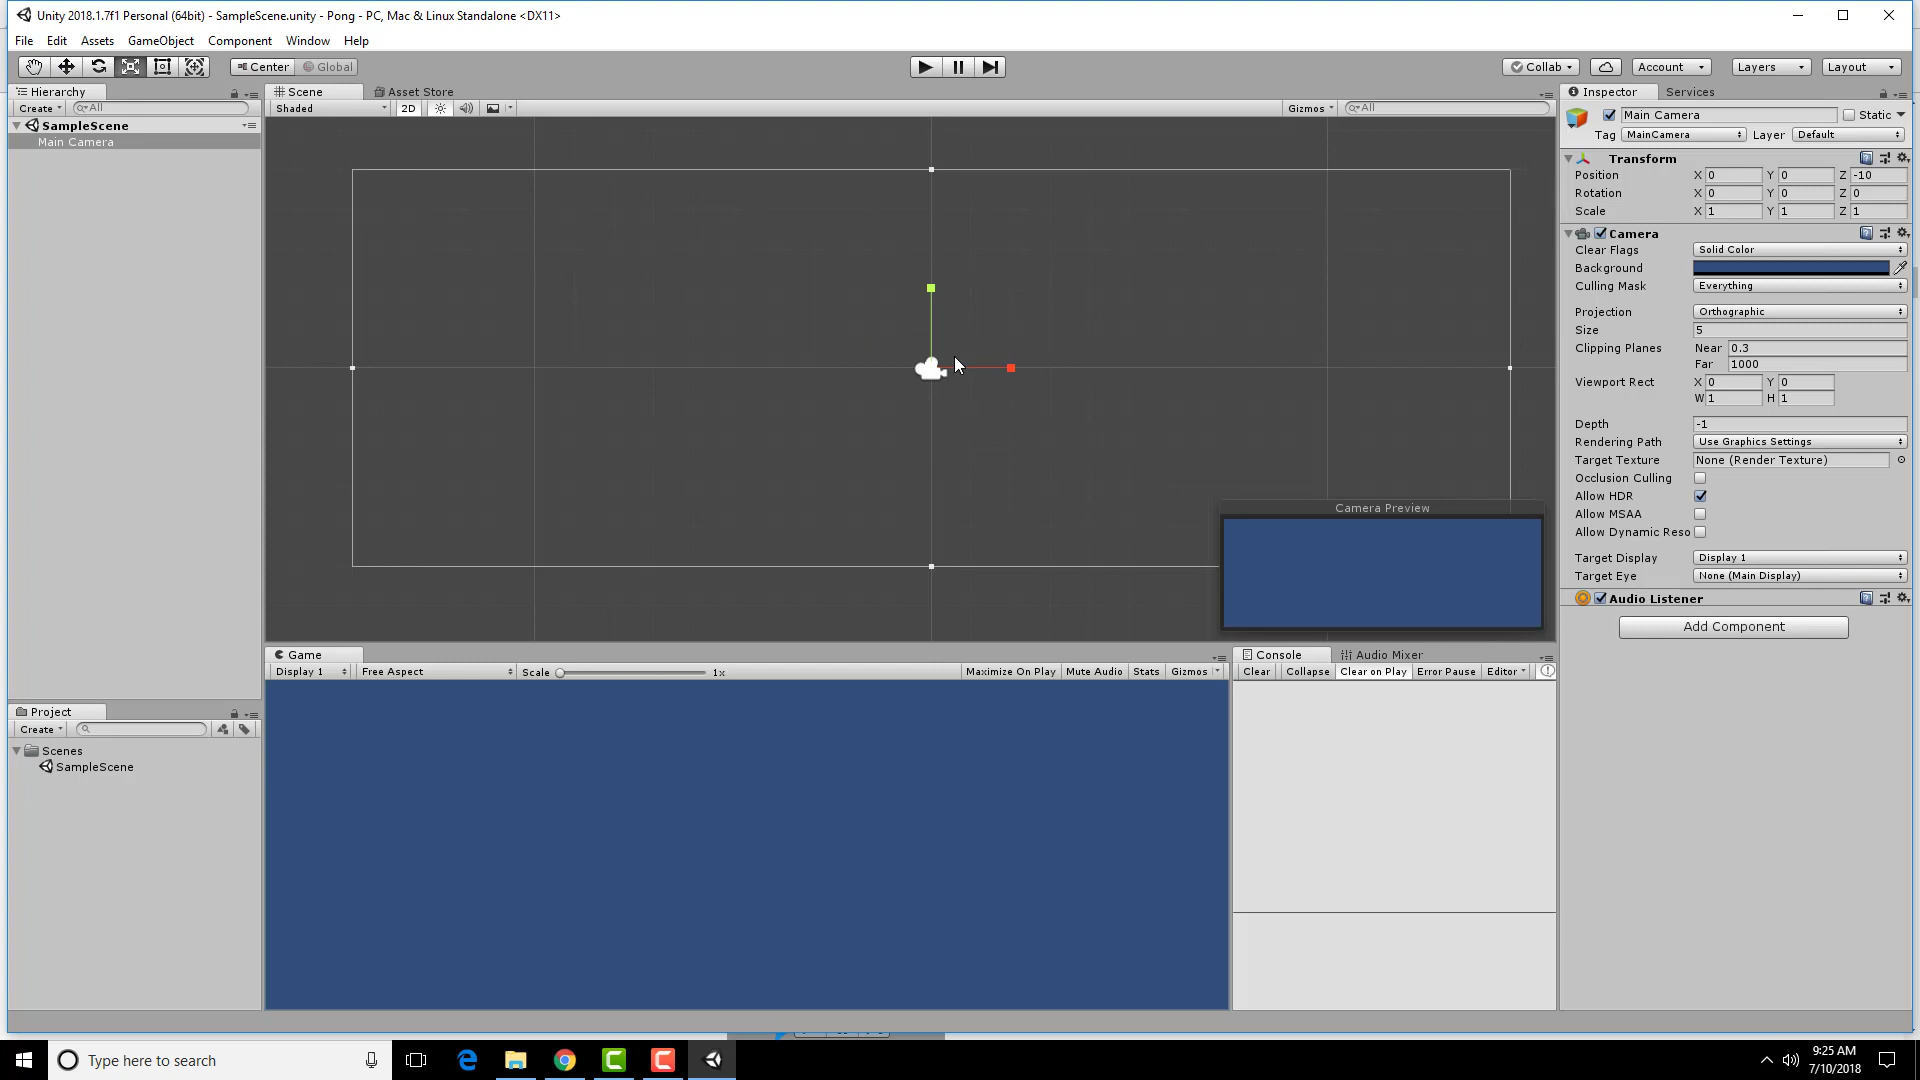 Unity 2018.1.7f1 Personal (64bit) - SampleScene.unity - Pong - PC, Mac & Linux Standalone <DX11>
File Edit Assets GameObject Component Window Help
Center Global Collab Account Layers Layout
Hierarchy
Create All
SampleScene
Main Camera
Scene Asset Store
Shaded 2D Gizmos All
Camera Preview
Inspector Services
Main Camera Static
Tag MainCamera Layer Default
Transform
Position X 0 Y 0 Z -10
Rotation X 0 Y 0 Z 0
Scale X 1 Y 1 Z 1
Camera
Clear Flags Solid Color
Background
Culling Mask Everything
Projection Orthographic
Size 5
Clipping Planes Near 0.3
Far 1000
Viewport Rect X 0 Y 0
W 1 H 1
Depth -1
Rendering Path Use Graphics Settings
Target Texture None (Render Texture)
Occlusion Culling
Allow HDR
Allow MSAA
Allow Dynamic Reso
Target Display Display 1
Target Eye None (Main Display)
Audio Listener
Add Component
Project
Create
Scenes
SampleScene
Game
Display 1 Free Aspect Scale 1x Maximize On Play Mute Audio Stats Gizmos
Console Audio Mixer
Clear Collapse Clear on Play Error Pause Editor
Type here to search
9:25 AM
7/10/2018